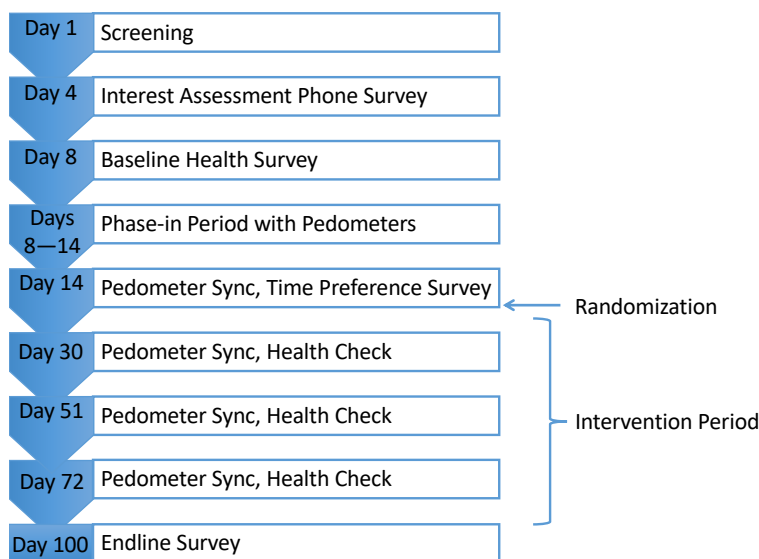 Day 1 Screening
Day 4 Interest Assessment Phone Survey
Day 8 Baseline Health Survey
Days
8—14
Phase-in Period with Pedometers
Day 14 Pedometer Sync, Time Preference Survey
Randomization
Day 30 Pedometer Sync, Health Check
Day 51 Pedometer Sync, Health Check
Intervention Period
Day 72 Pedometer Sync, Health Check
Day 100 Endline Survey